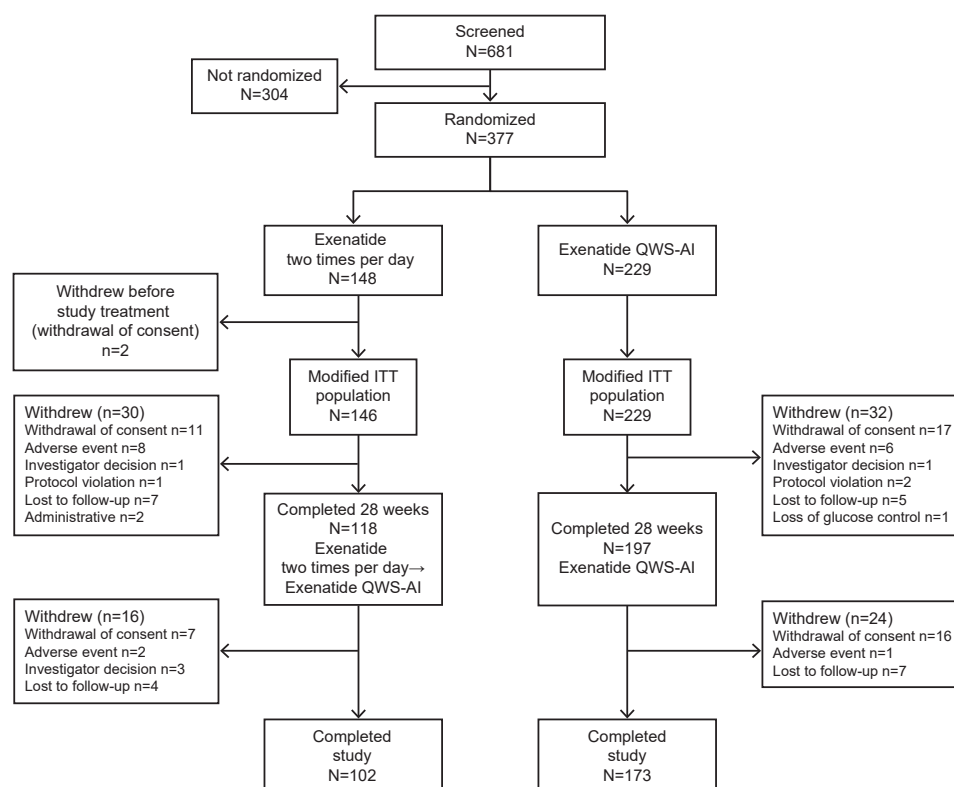 Screened
N=681
Not randomized
N=304
Randomized
N=377
Exenatide
two times per day
N=148
Exenatide QWS-AI
N=229
Withdrew before
study treatment
(withdrawal of consent)
n=2
Modified ITT
population
N=146
Modified ITT
population
N=229
Withdrew (n=30)
Withdrawal of consent n=11
Adverse event n=8
Investigator decision n=1
Protocol violation n=1
Lost to follow-up n=7
Administrative n=2
Withdrew (n=32)
Withdrawal of consent n=17
Adverse event n=6
Investigator decision n=1
Protocol violation n=2
Lost to follow-up n=5
Loss of glucose control n=1
Completed 28 weeks
N=118
Exenatide
two times per day→
Exenatide QWS-AI
Completed 28 weeks
N=197
Exenatide QWS-AI
Withdrew (n=16)
Withdrawal of consent n=7
Adverse event n=2
Investigator decision n=3
Lost to follow-up n=4
Withdrew (n=24)
Withdrawal of consent n=16
Adverse event n=1
Lost to follow-up n=7
Completed
study
N=102
Completed
study
N=173